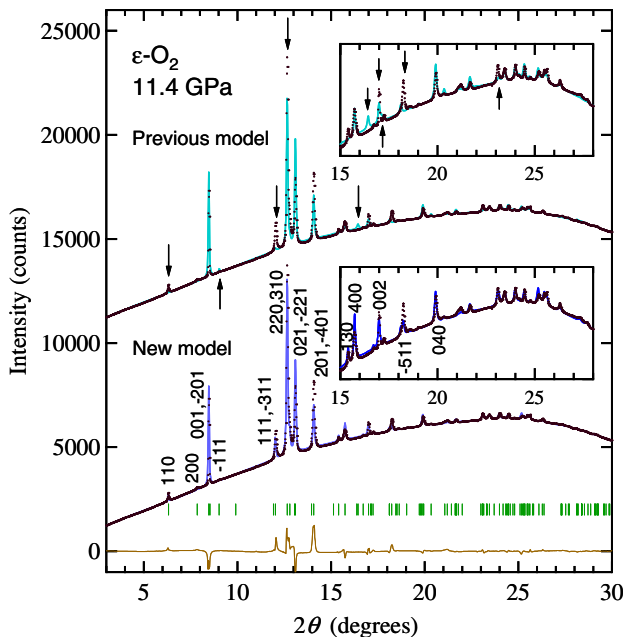 25000
20000
15000
10000
5000
0
Intensity (counts)
ε-O₂
11.4 GPa
Previous model
15 20 25
New model
110
200
001,-201
-111
111,-311
220,310
021,-221
201,-401
130
400
002
-511
040
15 20 25
5 10 15 20 25 30
2θ (degrees)